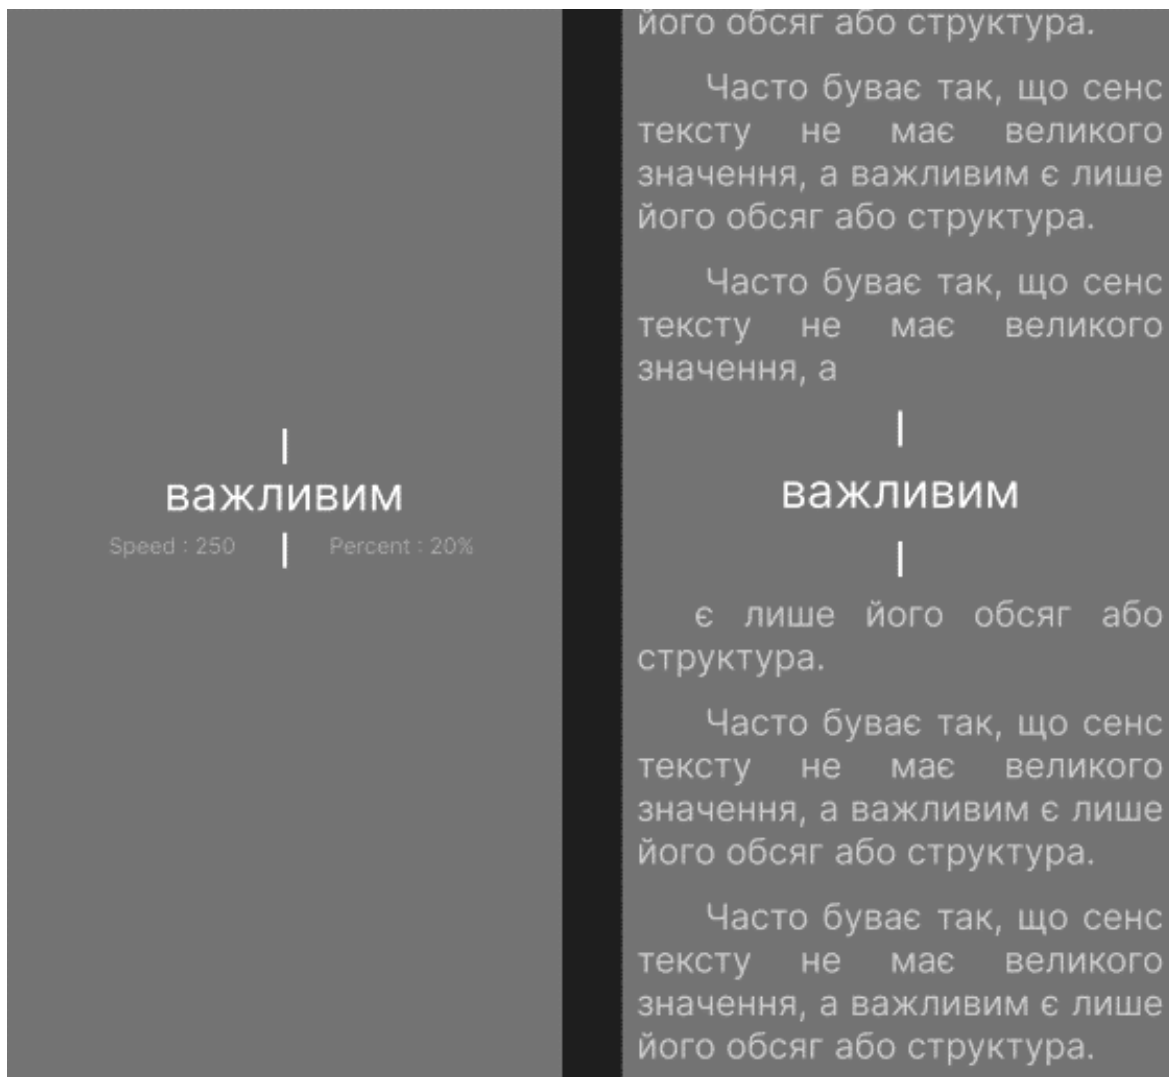 важливим
Speed : 250 Percent : 20%
його обсяг або структура.
Часто буває так, що сенс
тексту не має великого
значення, а важливим є лише
його обсяг або структура.
Часто буває так, що сенс
тексту не має великого
значення, а
важливим
є лише його обсяг або
структура.
Часто буває так, що сенс
тексту не має великого
значення, а важливим є лише
його обсяг або структура.
Часто буває так, що сенс
тексту не має великого
значення, а важливим є лише
його обсяг або структура.